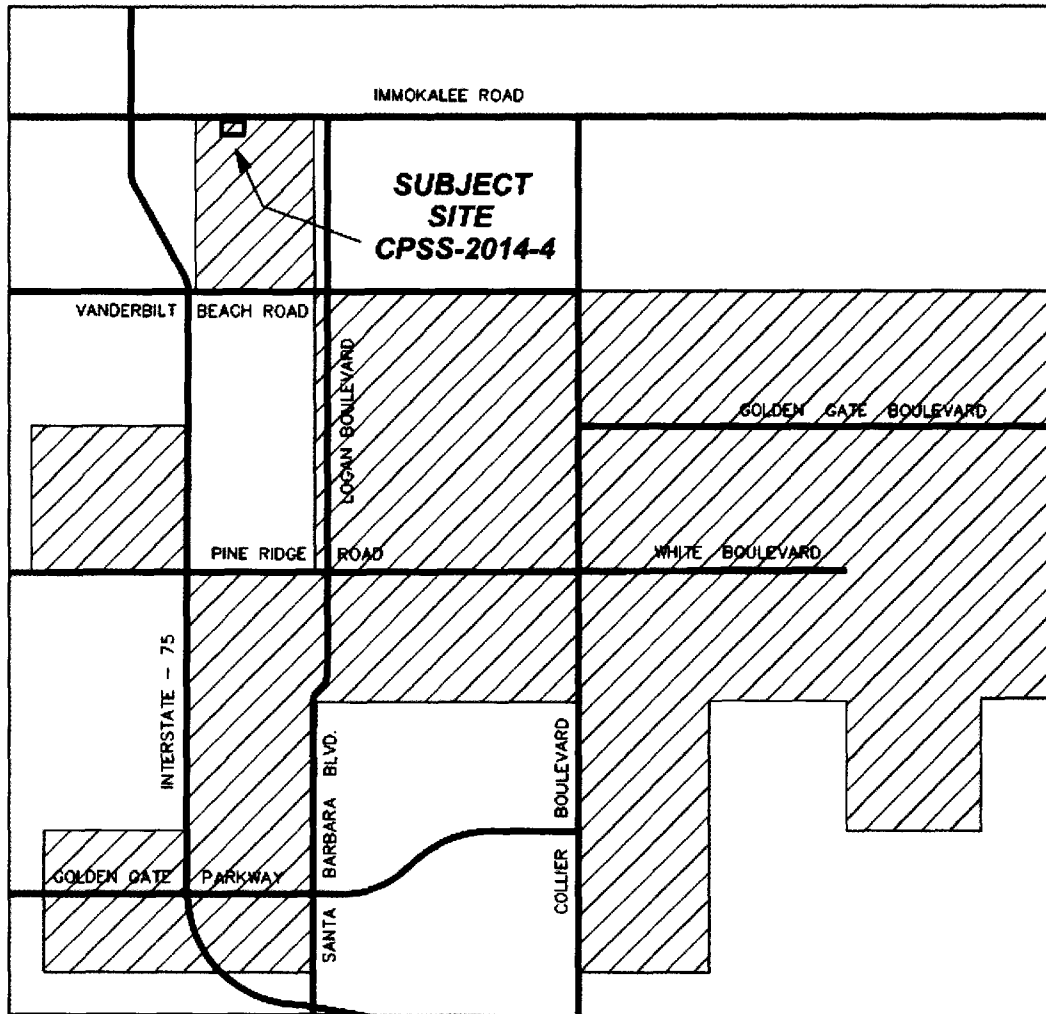 IMMOKALEE ROAD
SUBJECT
SITE
CPSS-2014-4
VANDERBILT BEACH ROAD
LOGAN BOULEVARD
GOLDEN GATE BOULEVARD
PINE RIDGE ROAD
WHITE BOULEVARD
INTERSTATE - 75
SANTA BARBARA BLVD.
COLLIER BOULEVARD
GOLDEN GATE PARKWAY